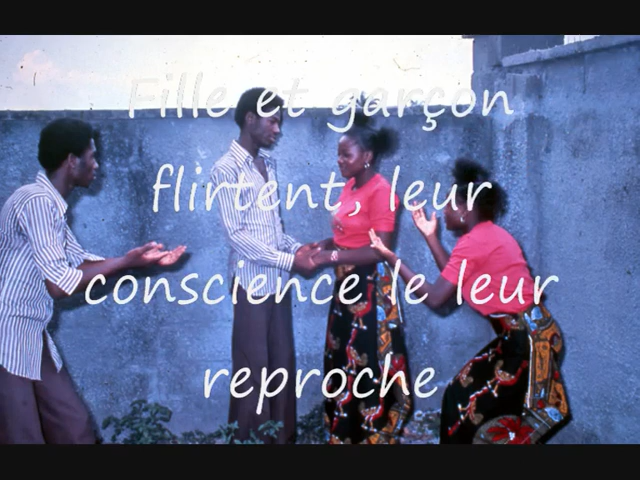 Fille et garçon
flirtent, leur
conscience le leur
reproche